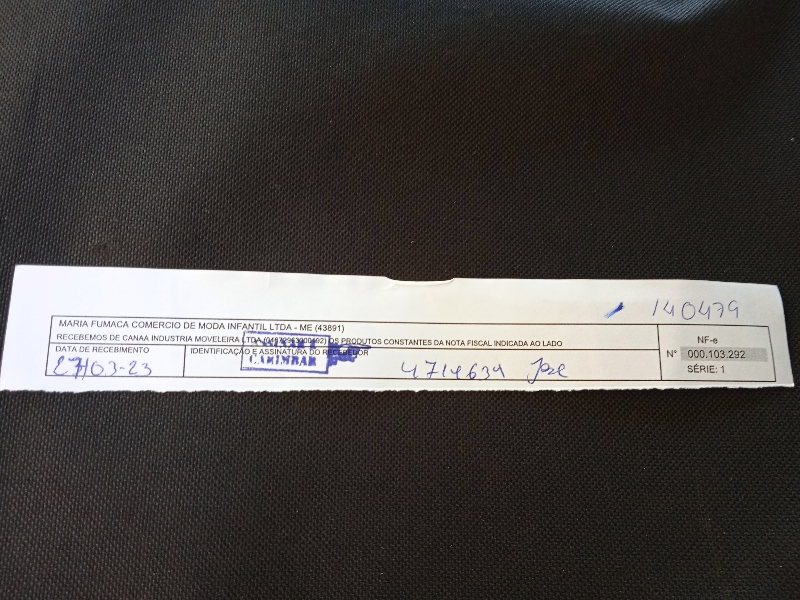 140479
MARIA FUMACA COMERCIO DE MODA INFANTIL LTDA - ME (43891)
RECEBEMOS DE CANAA INDUSTRIA MOVELEIRA LTDA OS PRODUTOS CONSTANTES DA NOTA FISCAL INDICADA AO LADO
DATA DE RECEBIMENTO
27/03-23
IDENTIFICAÇÃO E ASSINATURA DO RECEBEDOR
CARIMBAR
4714634 Jose
NF-e
N° 000.103.292
SÉRIE: 1